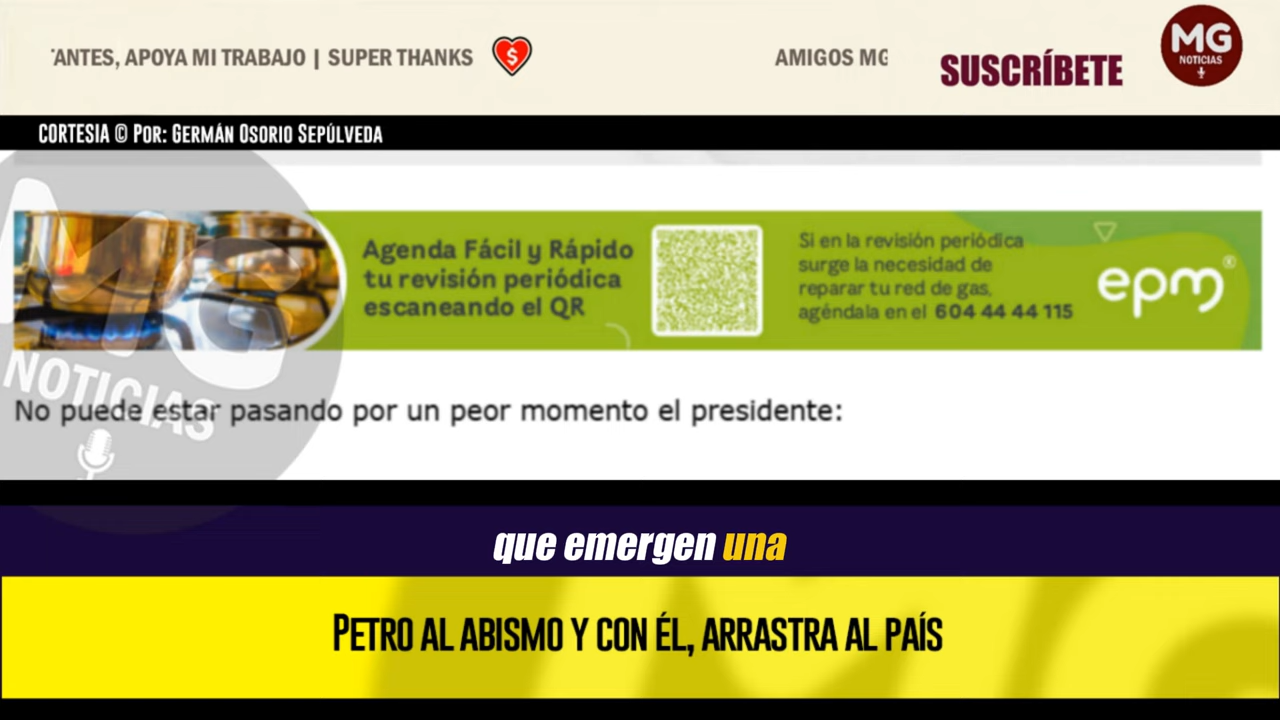 'ANTES, APOYA MI TRABAJO | SUPER THANKS
AMIGOS MG
SUSCRÍBETE
MG
NOTICIAS
CORTESIA © Por: Germán Osorio Sepúlveda
Agenda Fácil y Rápido
tu revisión periódica
escaneando el QR
Si en la revisión periódica
surge la necesidad de
reparar tu red de gas,
agéndala en el 604 44 44 115
epm®
MG
NOTICIAS
No puede estar pasando por un peor momento el presidente:
que emergen una
PETRO AL ABISMO Y CON ÉL, ARRASTRA AL PAÍS